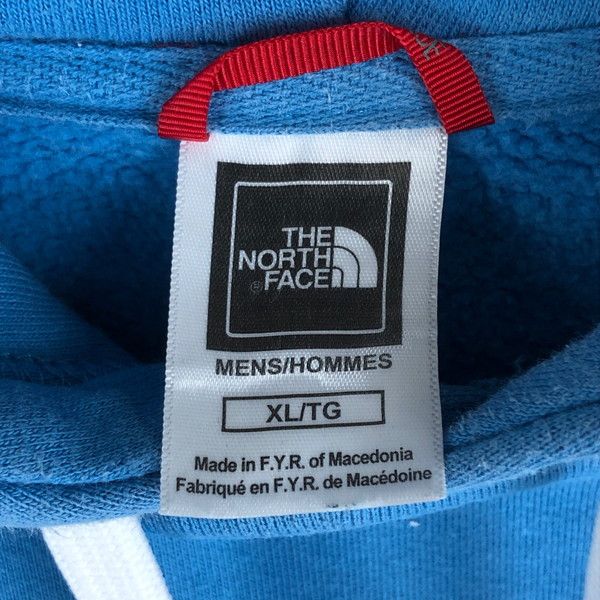 THE
NORTH
FACE
®
MENS/HOMMES
XL/TG
Made in F.Y.R. of Macedonia
Fabriqué en F.Y.R. de Macédoine